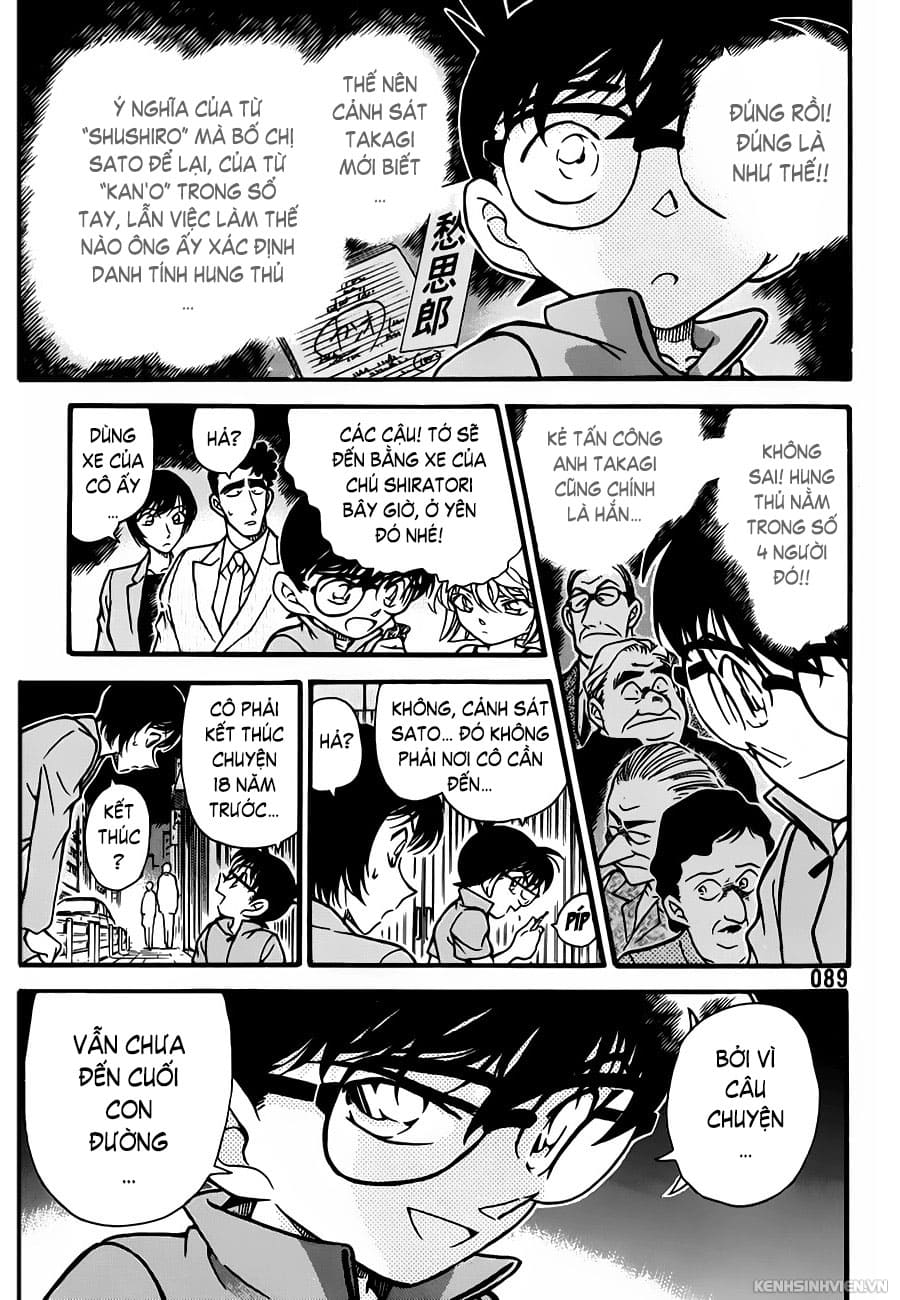 ĐÚNG RỒI!
ĐÚNG LÀ
NHƯ THẾ!!
THẾ NÊN
CẢNH SÁT
TAKAGI
MỚI BIẾT
...
Ý NGHĨA CỦA TỪ
“SHUSHIRO” MÀ BỐ CHỊ
SATO ĐỂ LẠI, CỦA TỪ
“KAN'O” TRONG SỔ
TAY, LẪN VIỆC LÀM THẾ
NÀO ÔNG ẤY XÁC ĐỊNH
DANH TÍNH HUNG THỦ
...
愁思郎
カンオ
KHÔNG
SAI! HUNG
THỦ NẰM
TRONG SỐ
4 NGƯỜI
ĐÓ!!
KẺ TẤN CÔNG
ANH TAKAGI
CŨNG CHÍNH
LÀ HẮN...
CÁC CẬU! TỚ SẼ
ĐẾN BẰNG XE CỦA
CHÚ SHIRATORI
BÂY GIỜ, Ở YÊN
ĐÓ NHÉ!
HẢ?
DÙNG
XE CỦA
CÔ ẤY
...
KHÔNG, CẢNH SÁT
SATO... ĐÓ KHÔNG
PHẢI NƠI CÔ CẦN
ĐẾN...
HẢ?
PÍP
CÔ PHẢI
KẾT THÚC
CHUYỆN
18 NĂM
TRƯỚC...
KẾT
THÚC
?
089
BỞI VÌ
CÂU
CHUYỆN
...
VẪN CHƯA
ĐẾN CUỐI
CON
ĐƯỜNG
...
KENHSINHVIEN.VN